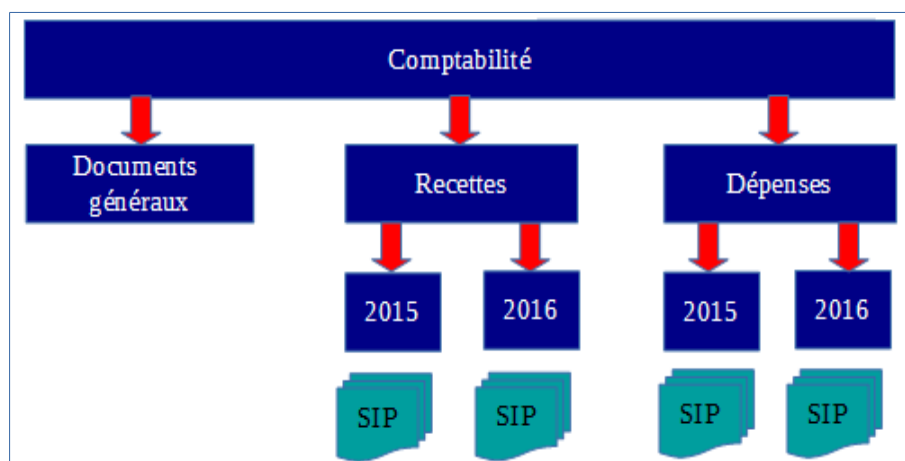 Comptabilité
Documents
généraux
Recettes
Dépenses
2015
2016
2015
2016
SIP
SIP
SIP
SIP